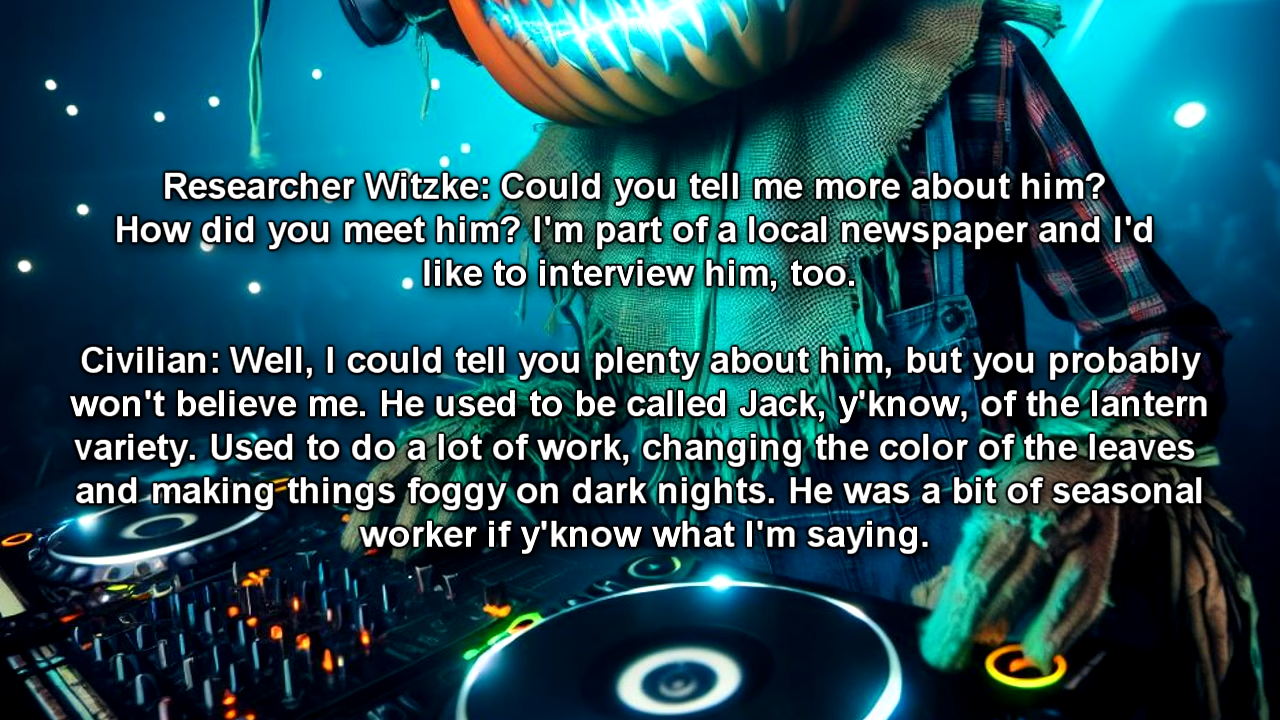 Researcher Witzke: Could you tell me more about him?
How did you meet him? I'm part of a local newspaper and I'd
like to interview him, too.
Civilian: Well, I could tell you plenty about him, but you probably
won't believe me. He used to be called Jack, y'know, of the lantern
variety. Used to do a lot of work, changing the color of the leaves
and making things foggy on dark nights. He was a bit of seasonal
worker if y'know what I'm saying.